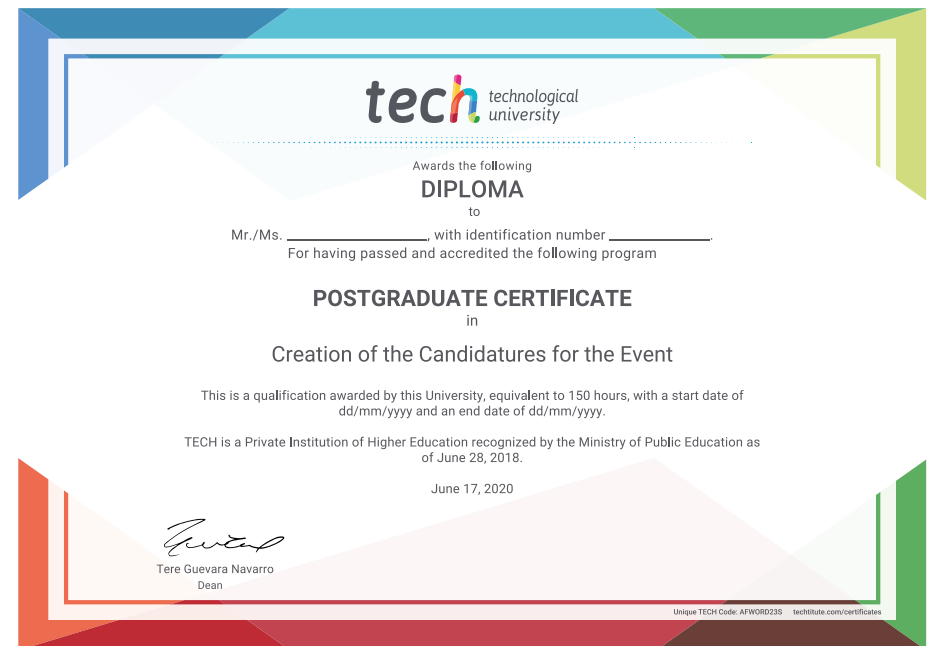 tech technological
university
Awards the following
DIPLOMA
to
Mr./Ms. ____________________, with identification number ______________.
For having passed and accredited the following program
POSTGRADUATE CERTIFICATE
in
Creation of the Candidatures for the Event
This is a qualification awarded by this University, equivalent to 150 hours, with a start date of
dd/mm/yyyy and an end date of dd/mm/yyyy.
TECH is a Private Institution of Higher Education recognized by the Ministry of Public Education as
of June 28, 2018.
June 17, 2020
Tere Guevara Navarro
Dean
Unique TECH Code: AFWORD23S techtitute.com/certificates